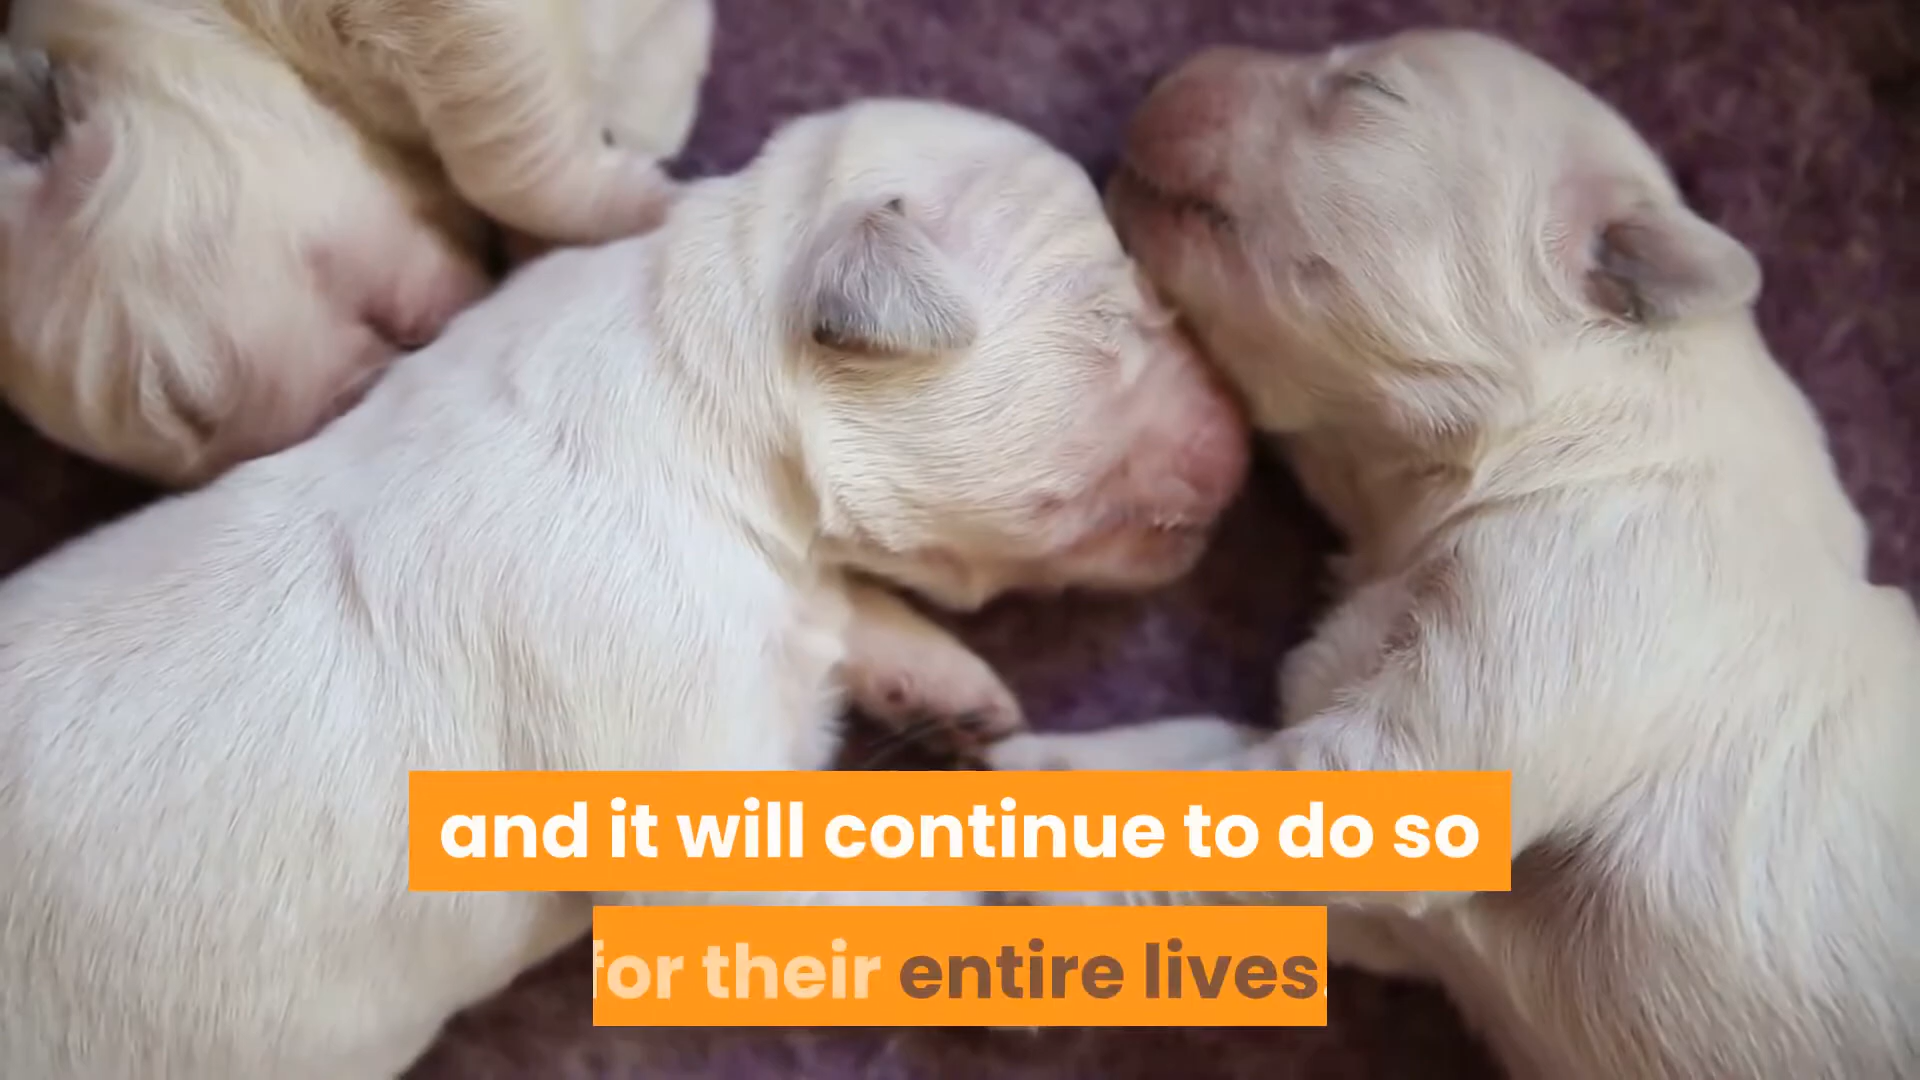 and it will continue to do so
for their entire lives.